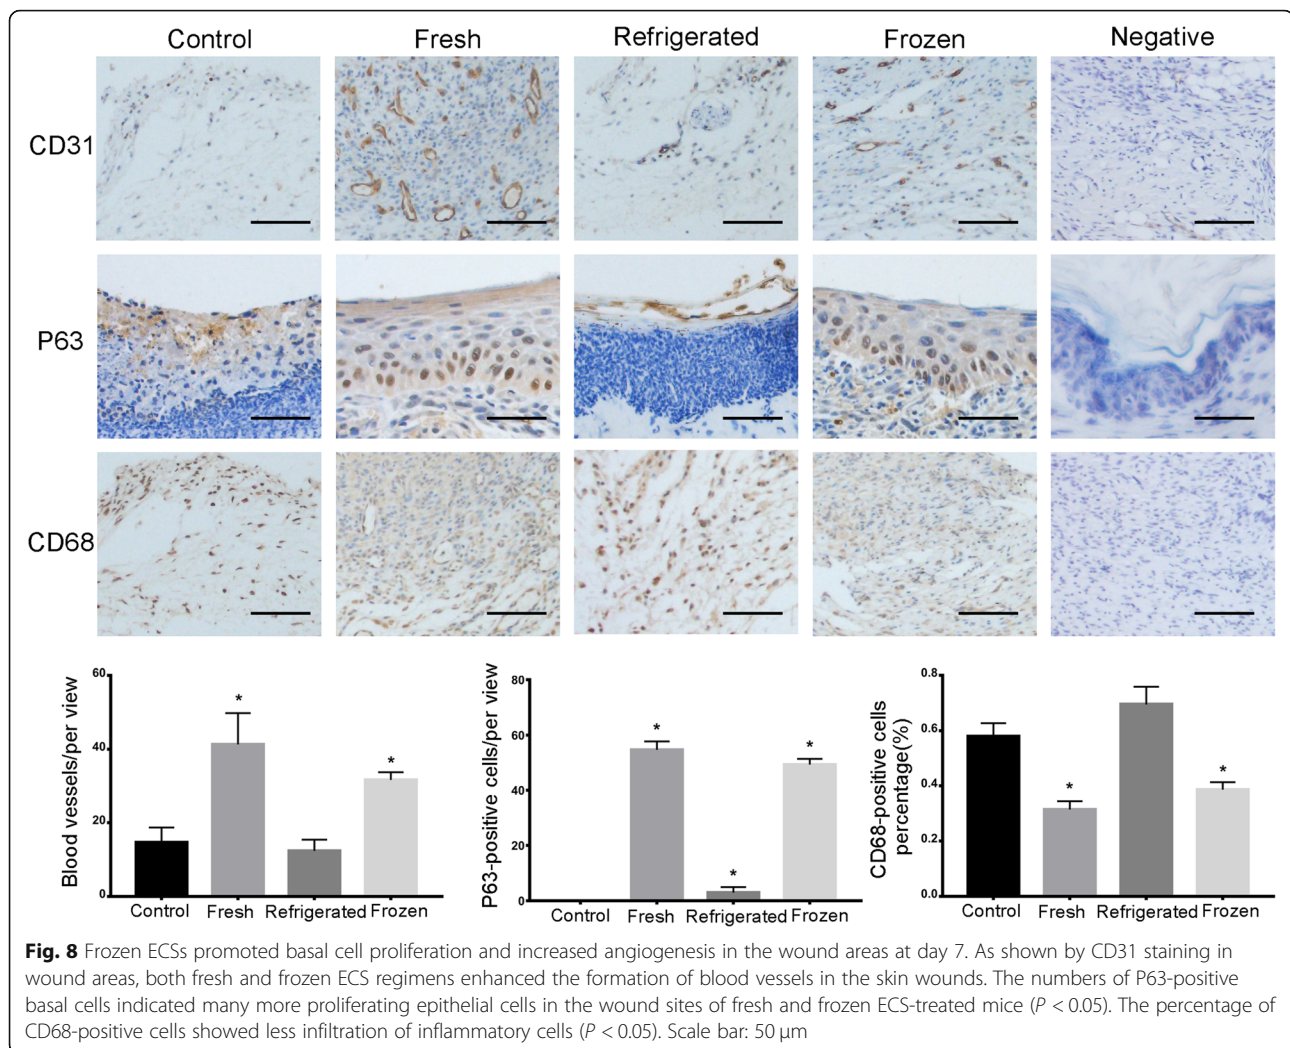 Control Fresh Refrigerated Frozen Negative
CD31
P63
CD68
Blood vessels/per view
60
40
20
0
*
*
Control Fresh Refrigerated Frozen
P63-positive cells/per view
80
60
40
20
0
*
*
*
Control Fresh Refrigerated Frozen
CD68-positive cells
percentage(%)
0.8
0.6
0.4
0.2
0.0
*
*
Control Fresh Refrigerated Frozen
Fig. 8 Frozen ECSs promoted basal cell proliferation and increased angiogenesis in the wound areas at day 7. As shown by CD31 staining in
wound areas, both fresh and frozen ECS regimens enhanced the formation of blood vessels in the skin wounds. The numbers of P63-positive
basal cells indicated many more proliferating epithelial cells in the wound sites of fresh and frozen ECS-treated mice (P < 0.05). The percentage of
CD68-positive cells showed less infiltration of inflammatory cells (P < 0.05). Scale bar: 50 μm